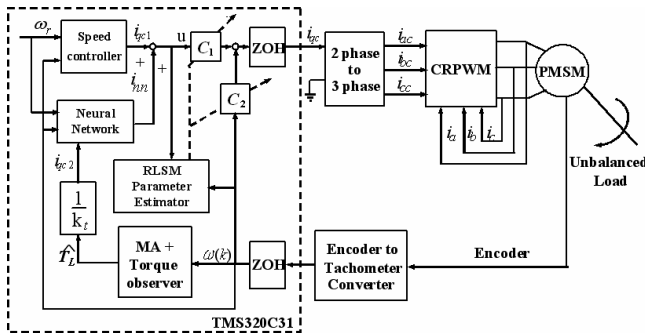 ω_r
Speed
controller
i_qc1
+
+
i_nn
u
C_1
ZOH
i_qc
2 phase
to
3 phase
i_ac
i_bc
i_cc
CRPWM
PMSM
i_a
i_b
i_c
Unbalanced
Load
Neural
Network
C_2
i_qc2
RLSM
Parameter
Estimator
1
k_t
T̂_L
MA +
Torque
observer
ω(k)
ZOH
Encoder to
Tachometer
Converter
Encoder
TMS320C31